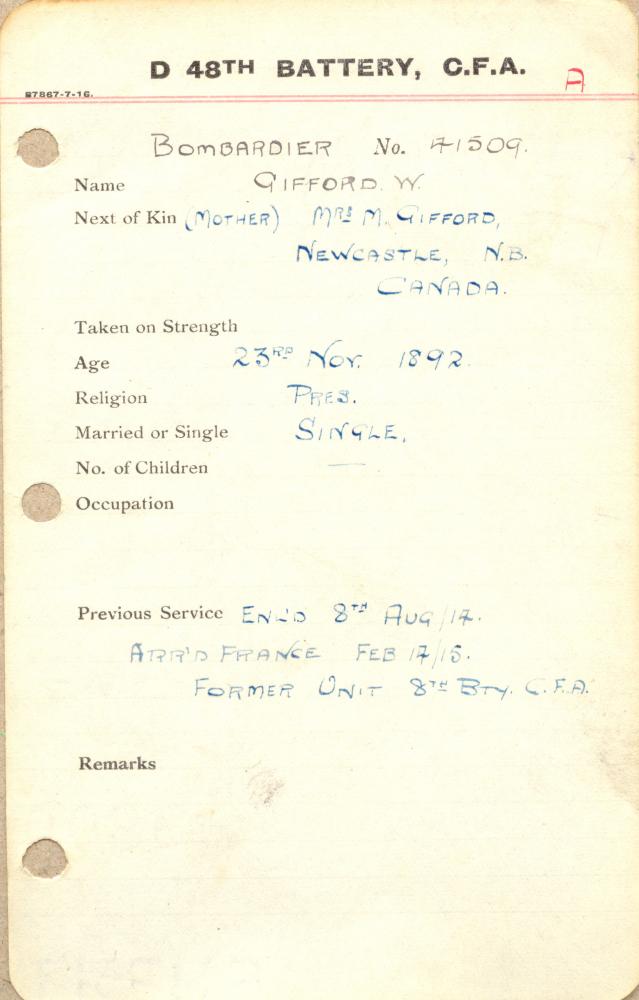 D 48TH BATTERY, C.F.A.
A
87867-7-16.
BOMBARDIER No. 41509.
Name GIFFORD. W.
Next of Kin (MOTHER) MRS M. GIFFORD,
NEWCASTLE, N.B.
CANADA.
Taken on Strength
Age 23RD NOV. 1892.
Religion PRES.
Married or Single SINGLE.
No. of Children —
Occupation
Previous Service ENL'D 8TH AUG/14.
ARR'D FRANCE FEB 14/15.
FORMER UNIT 8TH BTY. C.F.A.
Remarks